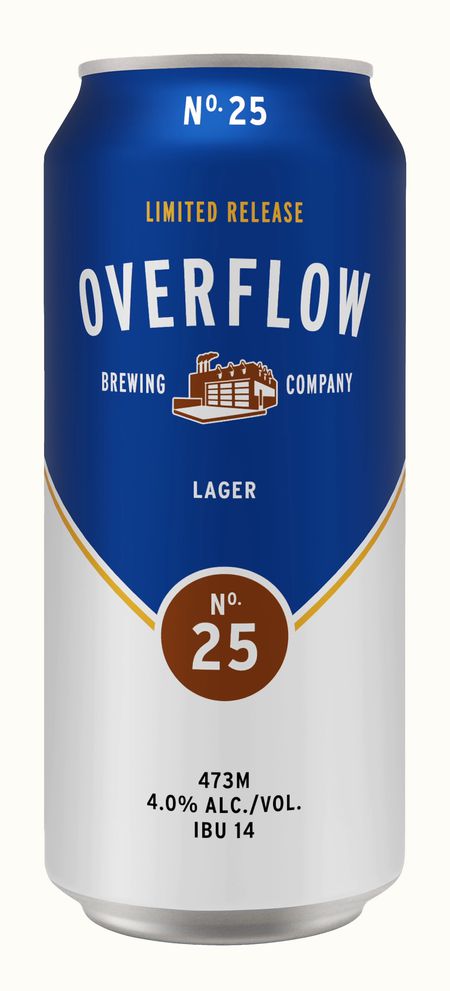 Nº. 25
LIMITED RELEASE
OVERFLOW
BREWING COMPANY
LAGER
Nº.
25
473M
4.0% ALC./VOL.
IBU 14